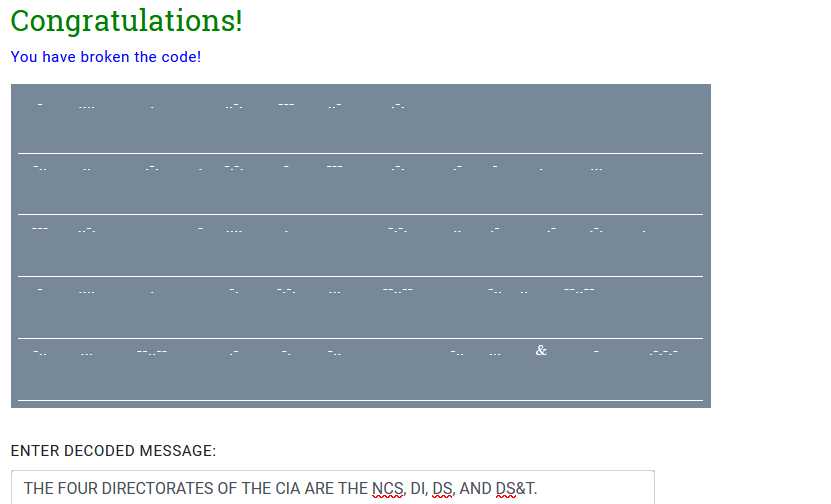 Congratulations!
You have broken the code!
- .... . ..-. --- ..- .-.
-.. .. .-. . -.-. - --- .-. .- - . ...
--- ..-. - .... . -.-. .. .- .- .-. .
- .... . -. -.-. ... --..-- -.. .. --..--
-.. ... --..-- .- -. -.. -.. ... & - .-.-.-
ENTER DECODED MESSAGE:
THE FOUR DIRECTORATES OF THE CIA ARE THE NCS, DI, DS, AND DS&T.